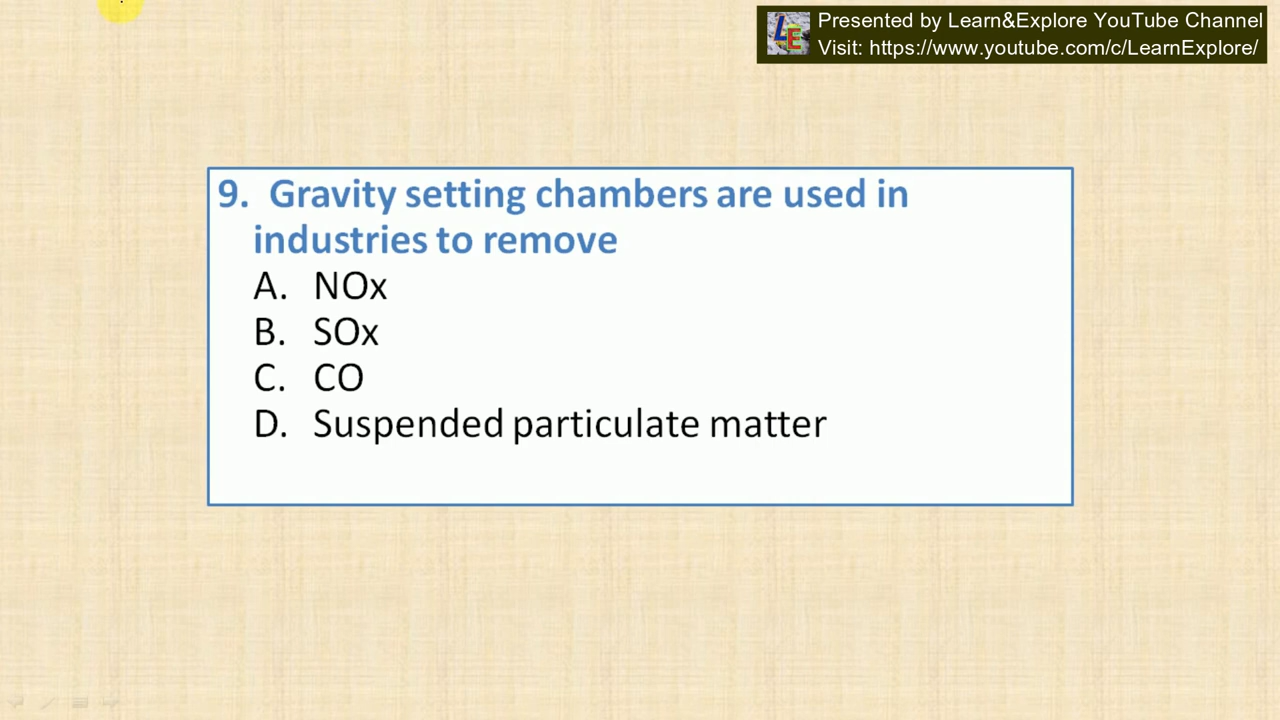 Presented by Learn&Explore YouTube Channel
Visit: https://www.youtube.com/c/LearnExplore/
LE
9. Gravity setting chambers are used in
industries to remove
A. NOx
B. SOx
C. CO
D. Suspended particulate matter